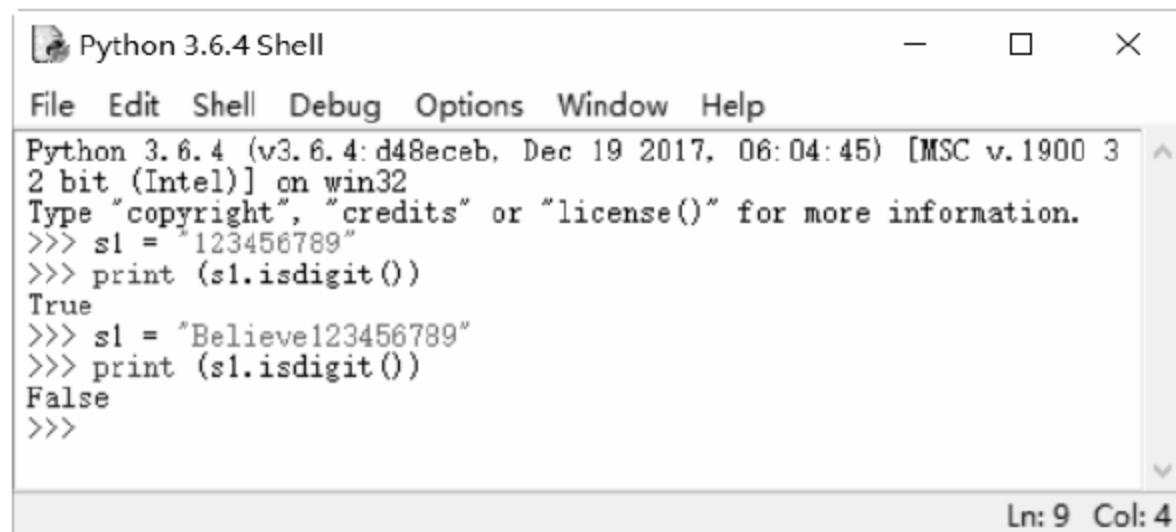 Python 3.6.4 Shell
File Edit Shell Debug Options Window Help
Python 3.6.4 (v3.6.4:d48eceb, Dec 19 2017, 06:04:45) [MSC v.1900 3
2 bit (Intel)] on win32
Type "copyright", "credits" or "license()" for more information.
>>> s1 = "123456789"
>>> print (s1.isdigit())
True
>>> s1 = "Believe123456789"
>>> print (s1.isdigit())
False
>>>
Ln: 9 Col: 4